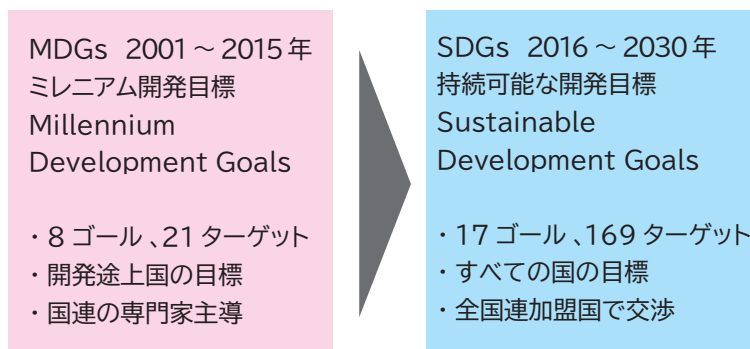 MDGs 2001～2015年
ミレニアム開発目標
Millennium
Development Goals
・8ゴール、21ターゲット
・開発途上国の目標
・国連の専門家主導
SDGs 2016～2030年
持続可能な開発目標
Sustainable
Development Goals
・17ゴール、169ターゲット
・すべての国の目標
・全国連加盟国で交渉